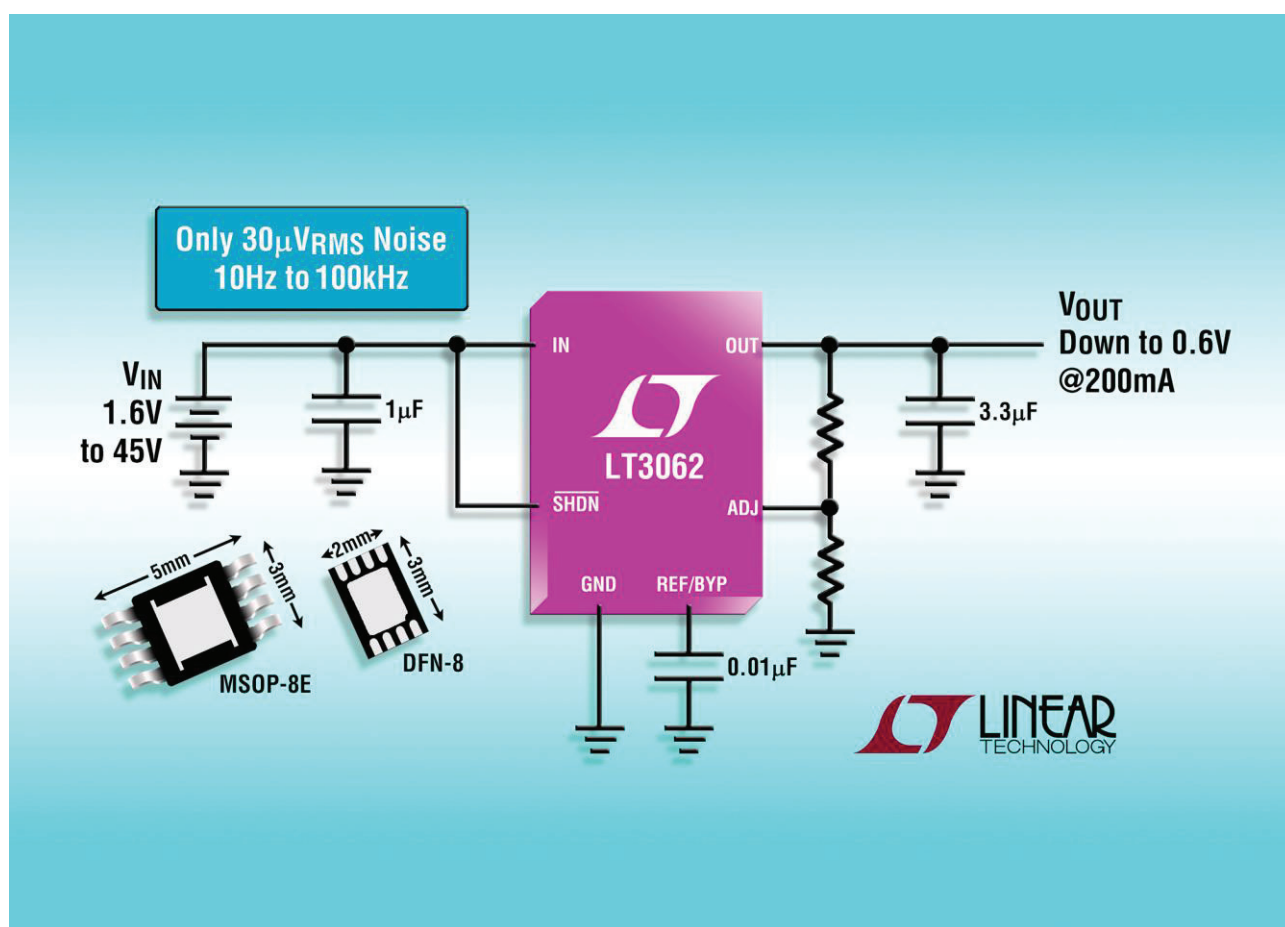 Only 30μVRMS Noise
10Hz to 100kHz
VIN
1.6V
to 45V
1μF
IN
OUT
LT3062
SHDN
ADJ
GND
REF/BYP
0.01μF
3.3μF
VOUT
Down to 0.6V
@200mA
5mm
3mm
MSOP-8E
2mm
3mm
DFN-8
LINEAR
TECHNOLOGY